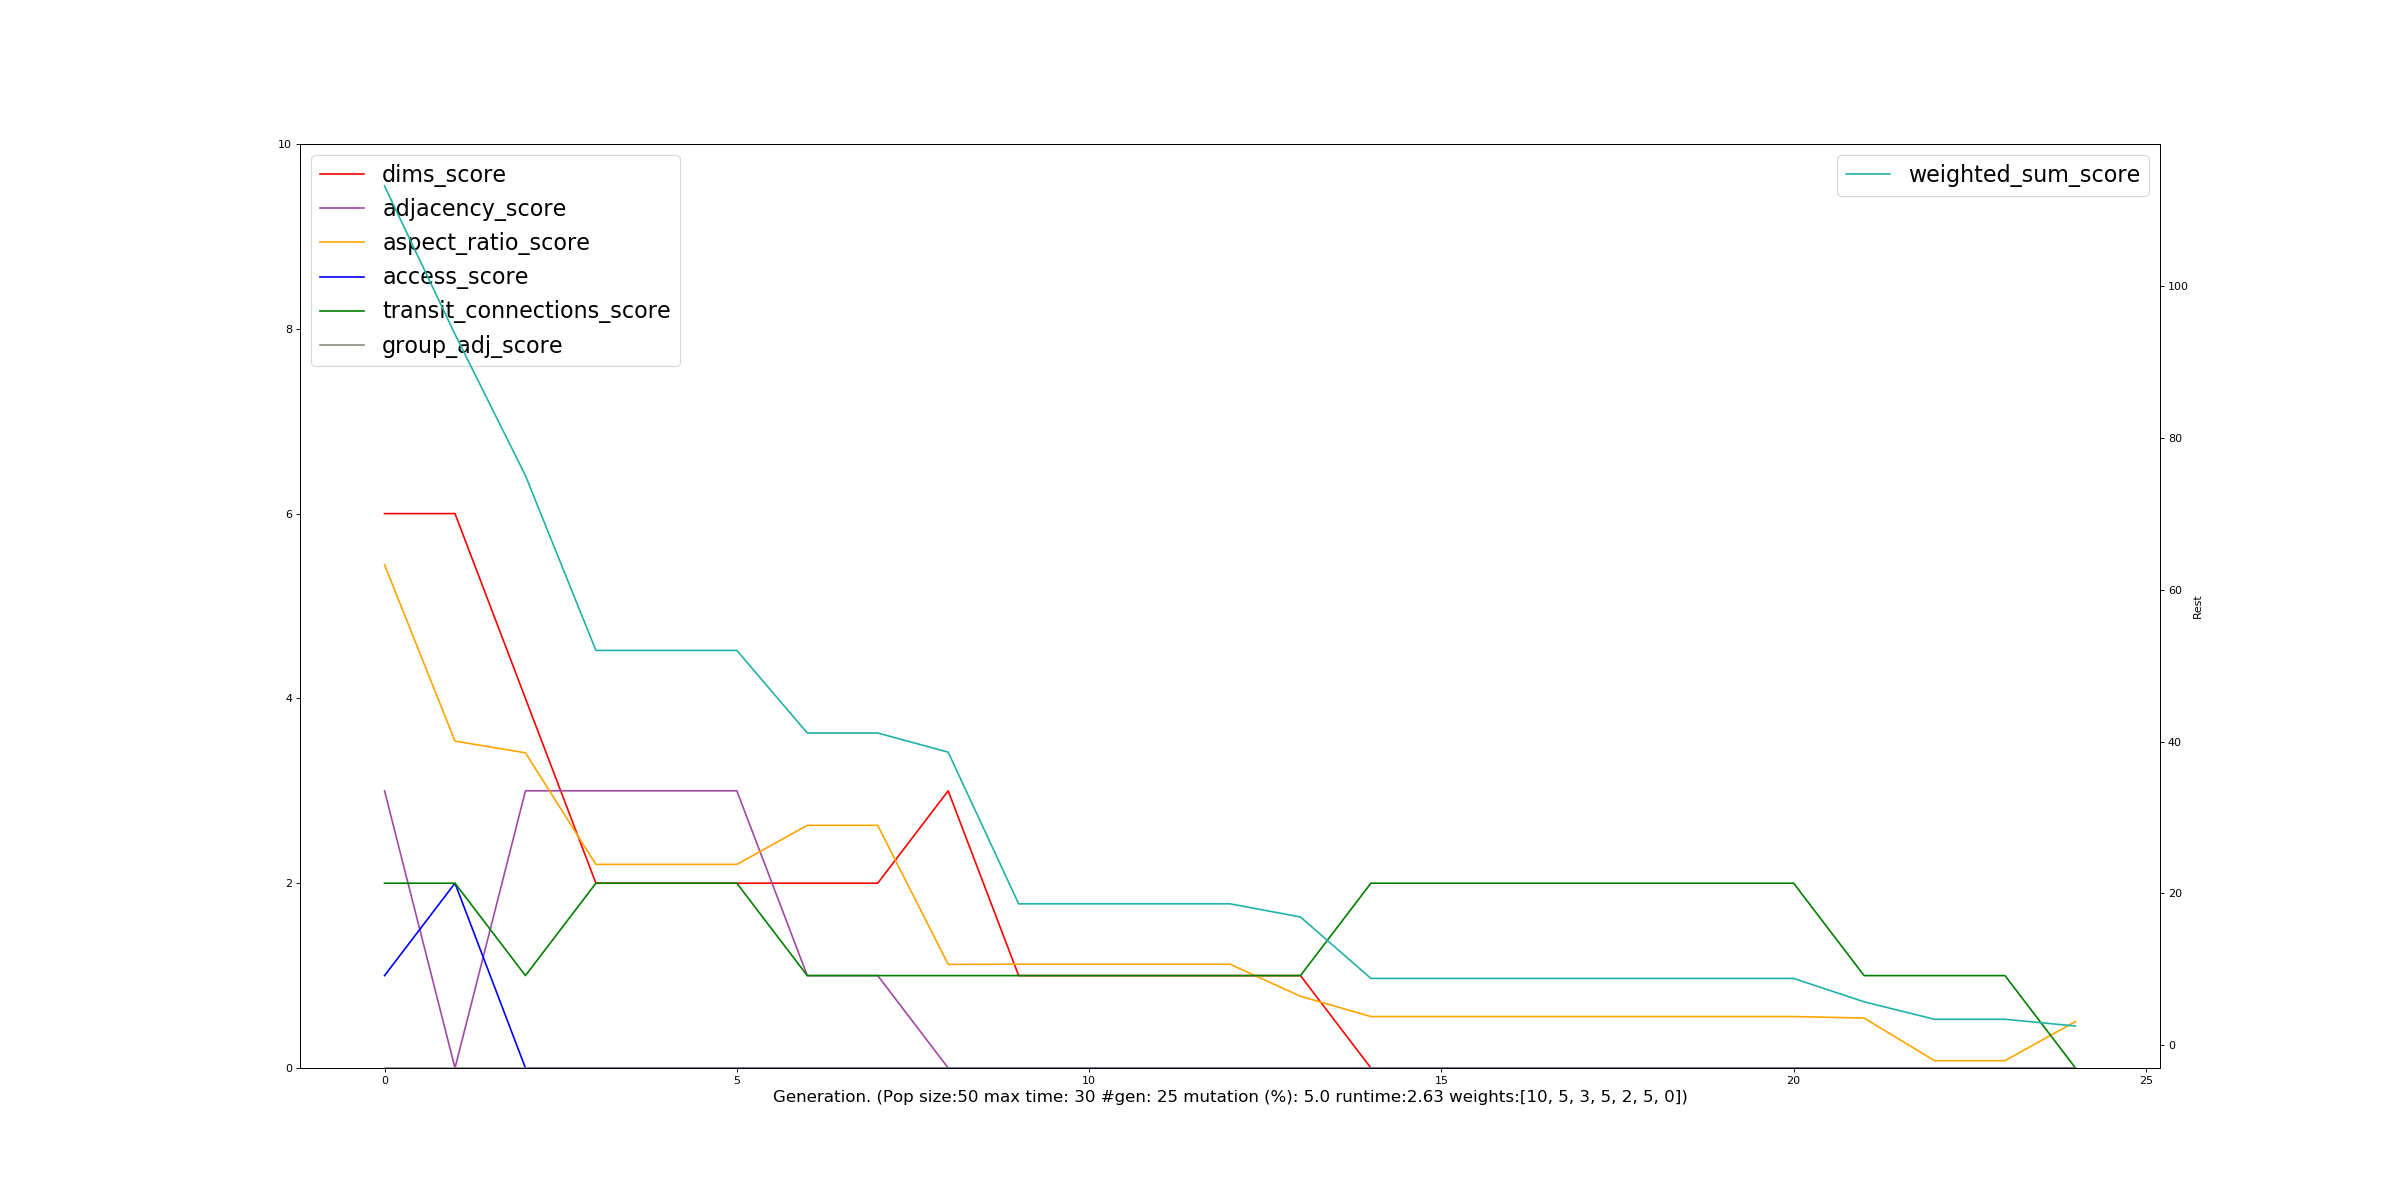 10
8
6
4
2
0
dims_score
adjacency_score
aspect_ratio_score
access_score
transit_connections_score
group_adj_score
weighted_sum_score
100
80
60
40
20
0
Rest
0 5 10 15 20 25
Generation. (Pop size:50 max time: 30 #gen: 25 mutation (%): 5.0 runtime:2.63 weights:[10, 5, 3, 5, 2, 5, 0])